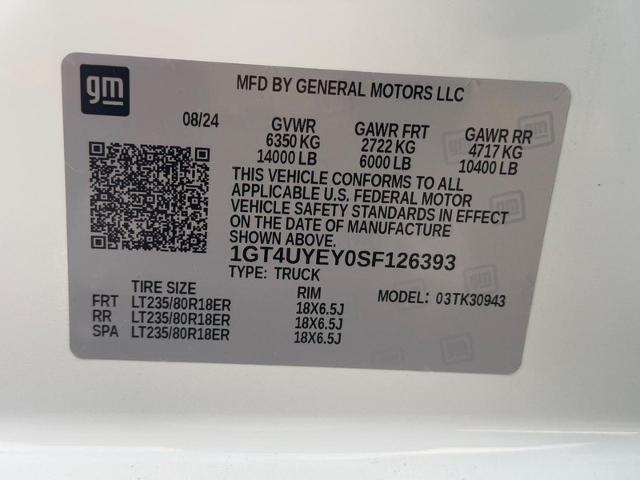 gm
MFD BY GENERAL MOTORS LLC
08/24 GVWR GAWR FRT GAWR RR
6350 KG 2722 KG 4717 KG
14000 LB 6000 LB 10400 LB
THIS VEHICLE CONFORMS TO ALL
APPLICABLE U.S. FEDERAL MOTOR
VEHICLE SAFETY STANDARDS IN EFFECT
ON THE DATE OF MANUFACTURE
1GT4UYEY0SF126393
TYPE: TRUCK
TIRE SIZE RIM MODEL: 03TK30943
FRT LT235/80R18ER 18X6.5J
RR LT235/80R18ER 18X6.5J
SPA LT235/80R18ER 18X6.5J